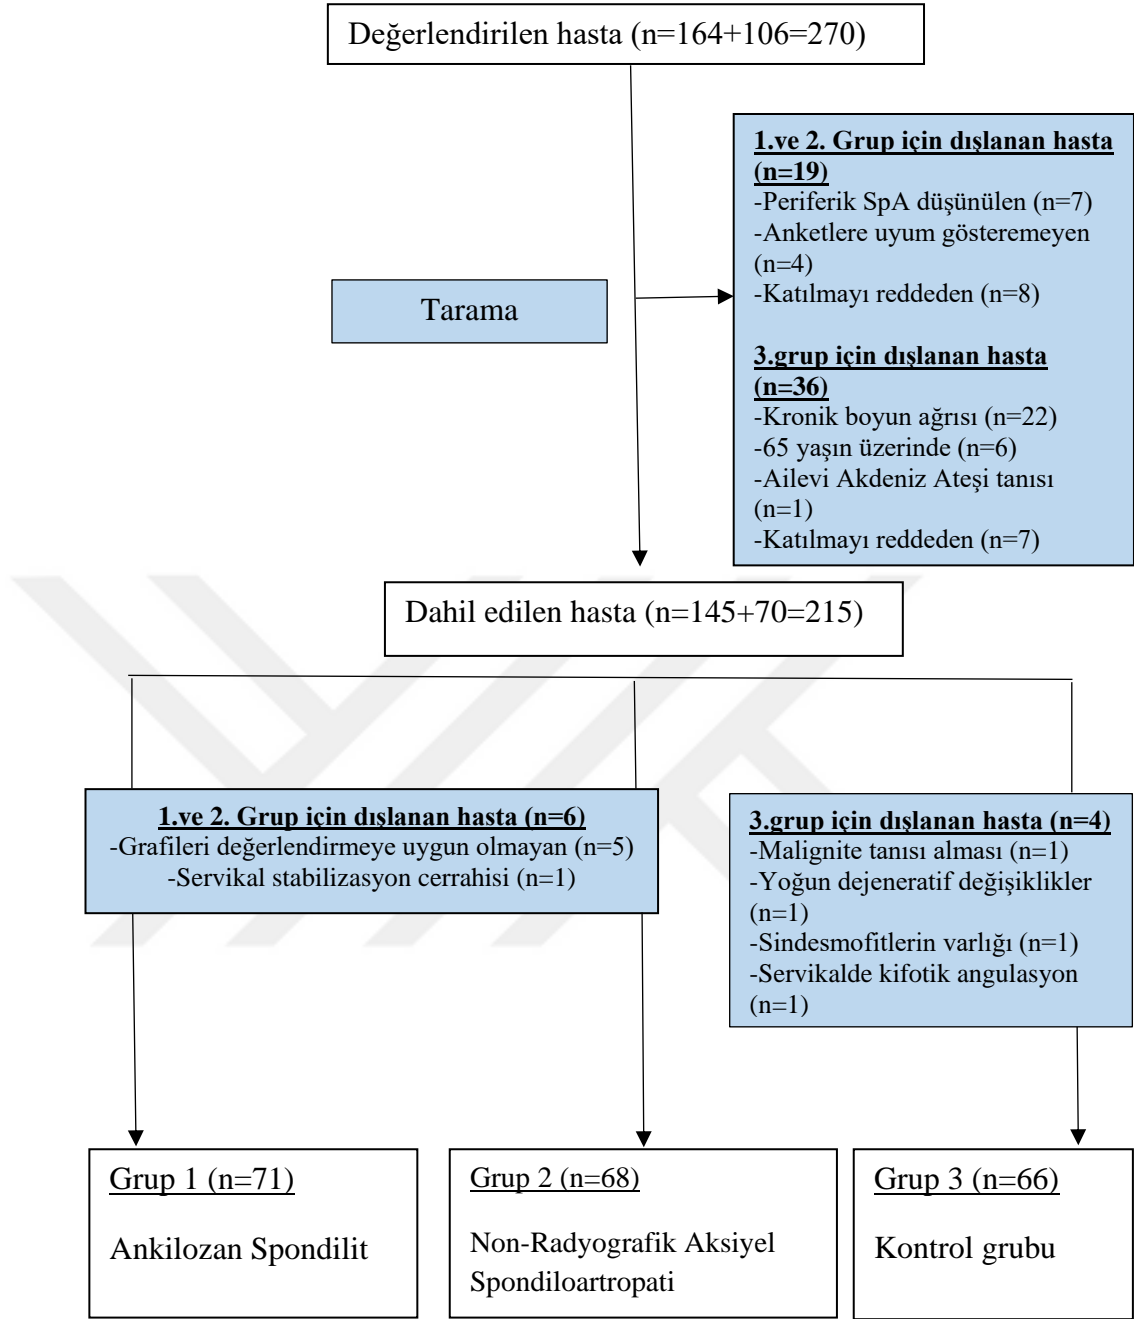 Değerlendirilen hasta (n=164+106=270)
1.ve 2. Grup için dışlanan hasta
(n=19)
-Periferik SpA düşünülen (n=7)
-Anketlere uyum gösteremeyen
(n=4)
-Katılmayı reddeden (n=8)
3.grup için dışlanan hasta
(n=36)
-Kronik boyun ağrısı (n=22)
-65 yaşın üzerinde (n=6)
-Ailevi Akdeniz Ateşi tanısı
(n=1)
-Katılmayı reddeden (n=7)
Tarama
Dahil edilen hasta (n=145+70=215)
1.ve 2. Grup için dışlanan hasta (n=6)
-Grafileri değerlendirmeye uygun olmayan (n=5)
-Servikal stabilizasyon cerrahisi (n=1)
3.grup için dışlanan hasta (n=4)
-Malignite tanısı alması (n=1)
-Yoğun dejeneratif değişiklikler
(n=1)
-Sindesmofitlerin varlığı (n=1)
-Servikalde kifotik angulasyon
(n=1)
Grup 1 (n=71)
Ankilozan Spondilit
Grup 2 (n=68)
Non-Radyografik Aksiyel
Spondiloartropati
Grup 3 (n=66)
Kontrol grubu